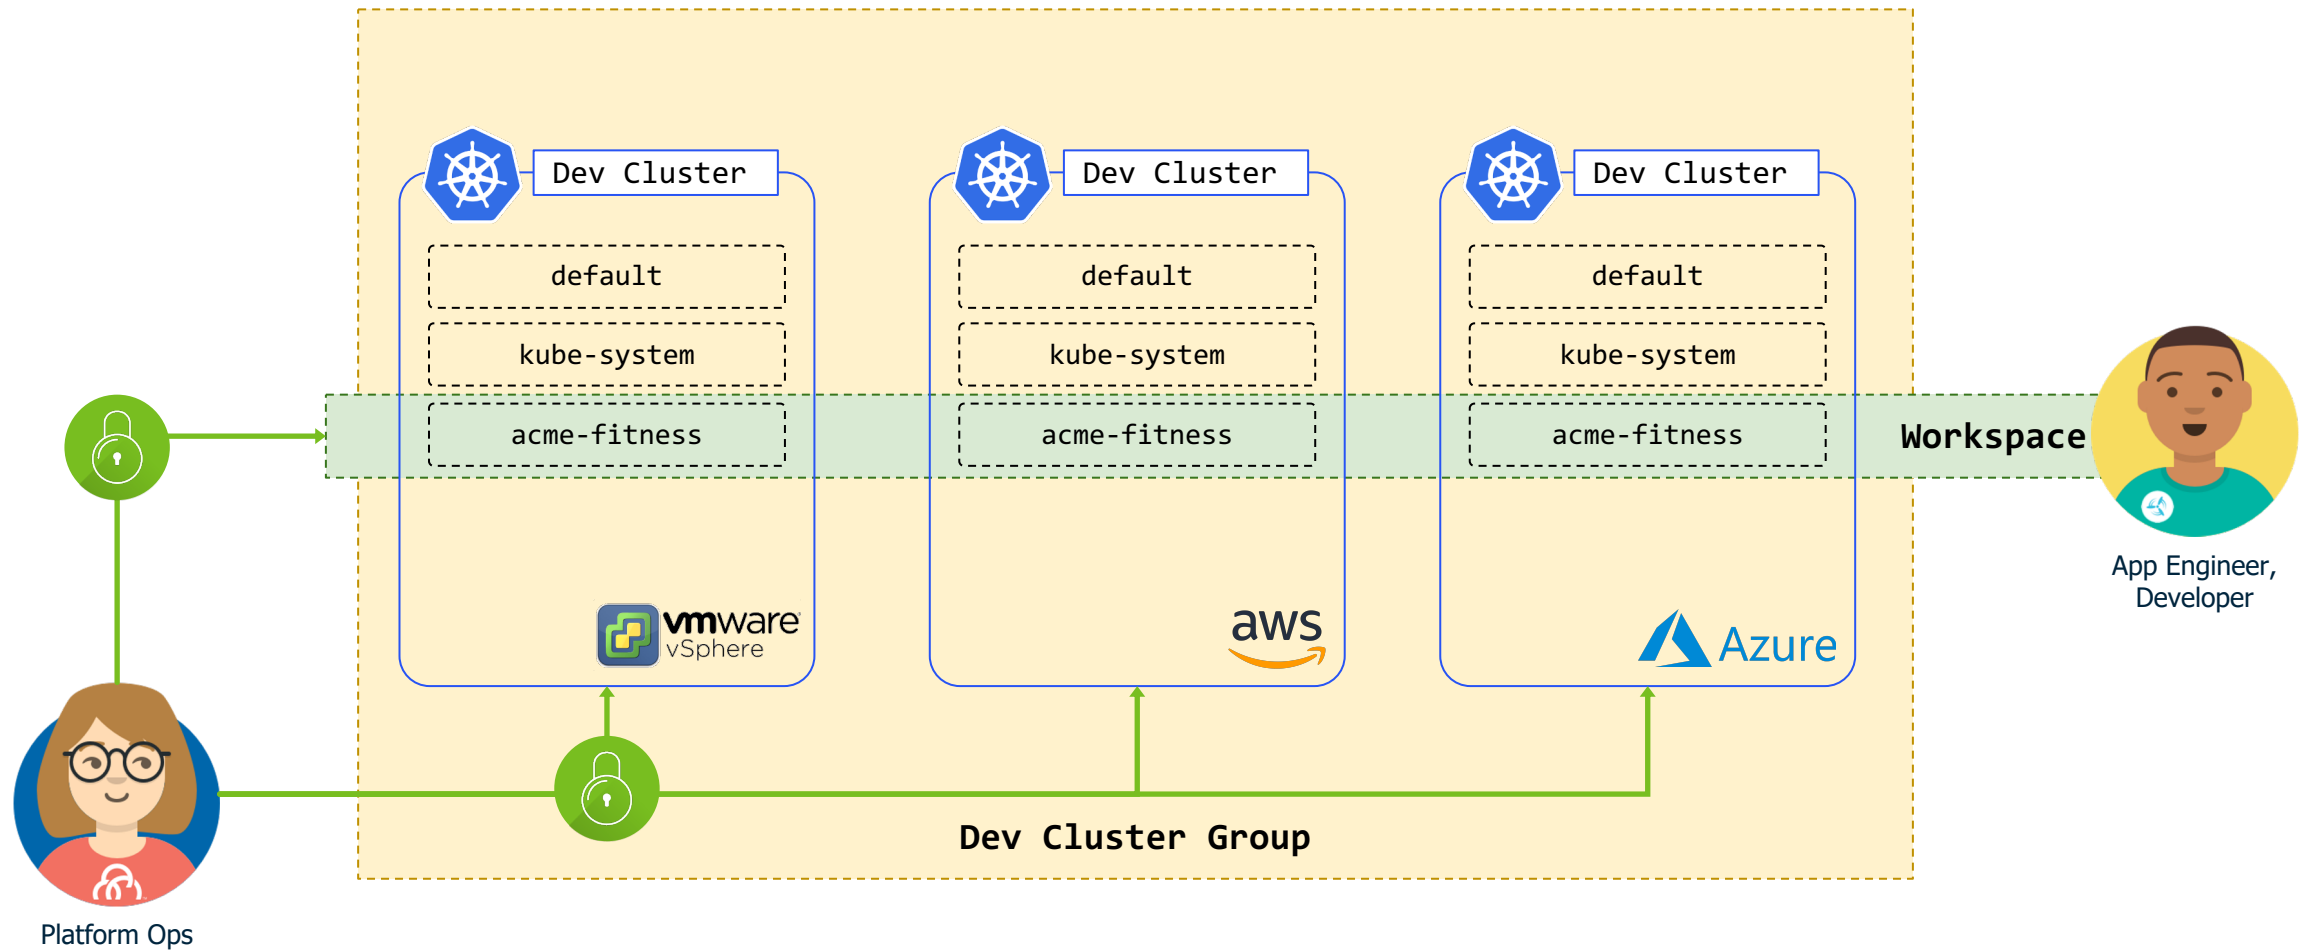 Dev Cluster
Dev Cluster
Dev Cluster
default
default
default
kube-system
kube-system
kube-system
acme-fitness
acme-fitness
acme-fitness
Workspace
App Engineer,
Developer
vmware
vSphere
aws
Azure
Dev Cluster Group
Platform Ops